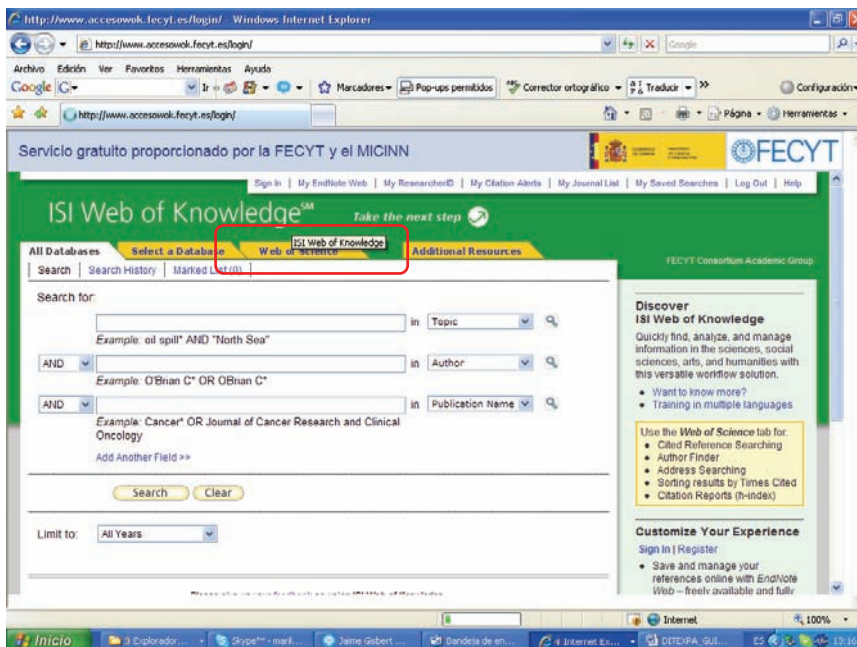 http://www.accesowok.fecyt.es/login/ - Windows Internet Explorer
http://www.accesowok.fecyt.es/login/
Google
Archivo Edición Ver Favoritos Herramientas Ayuda
Google Ir Marcadores Pop-ups permitidos Corrector ortográfico Traducir » Configuración
http://www.accesowok.fecyt.es/login/
Página Herramientas
Servicio gratuito proporcionado por la FECYT y el MICINN
FECYT
Sign In | My EndNote Web | My ResearcherID | My Citation Alerts | My Journal List | My Saved Searches | Log Out | Help
ISI Web of Knowledge℠ Take the next step
ISI Web of Knowledge
All Databases Select a Database Web of Science Additional Resources
FECYT Consortium Academic Group
Search | Search History | Marked List (0)
Search for:
in Topic
Example: oil spill* AND "North Sea"
AND in Author
Example: O'Brian C* OR OBrian C*
AND in Publication Name
Example: Cancer* OR Journal of Cancer Research and Clinical
Oncology
Add Another Field >>
Search Clear
Limit to: All Years
Discover
ISI Web of Knowledge
Quickly find, analyze, and manage
information in the sciences, social
sciences, arts, and humanities with
this versatile workflow solution.
Want to know more?
Training in multiple languages
Use the Web of Science tab for:
Cited Reference Searching
Author Finder
Address Searching
Sorting results by Times Cited
Citation Reports (h-index)
Customize Your Experience
Sign In | Register
Save and manage your
references online with EndNote
Web – freely available and fully
Internet 100%
Inicio 3 Explorador... Skype™ - mari... Jaime Gisbert ... Bandeja de en... 4 Internet Ex... DITEXPA_GUI... ES 13:16